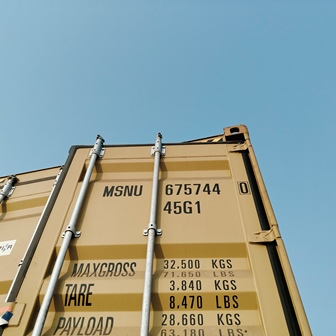 MSNU 675744 0
45G1
MAXGROSS 32.500 KGS
71.650 LBS
TARE 3.840 KGS
8.470 LBS
PAYLOAD 28.660 KGS
63.180 LBS